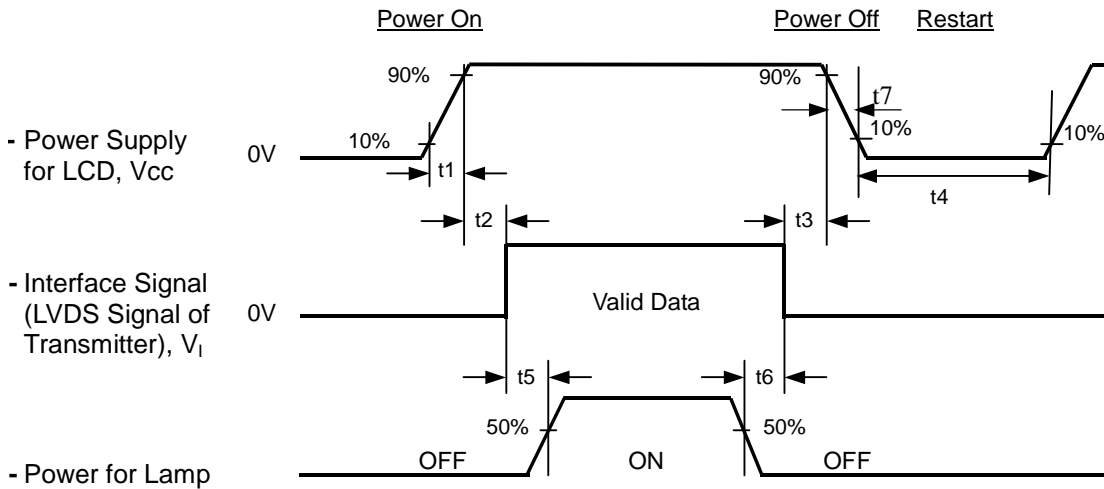 Power On Power Off Restart
90% 90%
t7
- Power Supply for LCD, Vcc
0V
10% 10% 10%
t1
t4
t2 t3
- Interface Signal
(LVDS Signal of
Transmitter), VI
0V
Valid Data
t5 t6
50% 50%
- Power for Lamp
OFF ON OFF